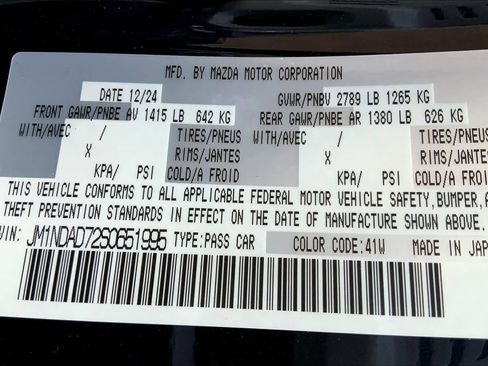 MFD. BY MAZDA MOTOR CORPORATION
DATE 12/24 GVWR/PNBV 2789 LB 1265 KG
FRONT GAWR/PNBE AV 1415 LB 642 KG REAR GAWR/PNBE AR 1380 LB 626 KG
WITH/AVEC / TIRES/PNEUS WITH/AVEC / TIRES/PNEUS
X RIMS/JANTES X RIMS/JANTES
KPA/ PSI COLD/A FROID KPA/ PSI COLD/A FROID
THIS VEHICLE CONFORMS TO ALL APPLICABLE FEDERAL MOTOR VEHICLE SAFETY, BUMPER, A
THEFT PREVENTION STANDARDS IN EFFECT ON THE DATE OF MANUFACTURE SHOWN ABOVE.
VIN: JM1NDAD72S0651995 TYPE:PASS CAR COLOR CODE:41W MADE IN JAP